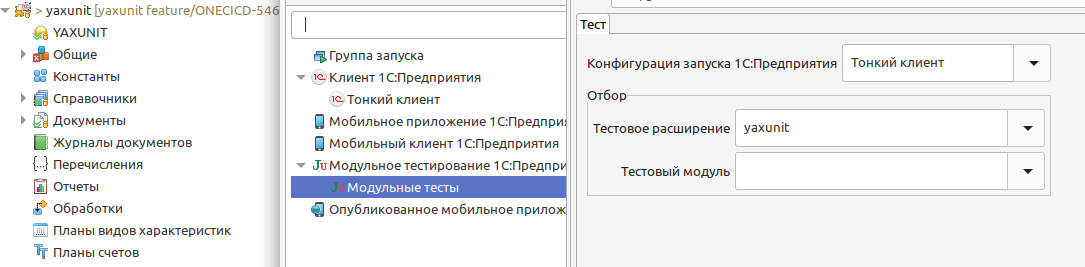 > yaxunit [yaxunit feature/ONECICD-546
YAXUNIT
Общие
Константы
Справочники
Документы
Журналы документов
Перечисления
Отчеты
Обработки
Планы видов характеристик
Планы счетов
Группа запуска
Клиент 1С:Предприятия
Тонкий клиент
Мобильное приложение 1С:Предприя
Мобильный клиент 1С:Предприятия
Модульное тестирование 1С:Предпри
Модульные тесты
Опубликованное мобильное прилож
Тест
Конфигурация запуска 1С:Предприятия
Тонкий клиент
Отбор
Тестовое расширение
yaxunit
Тестовый модуль